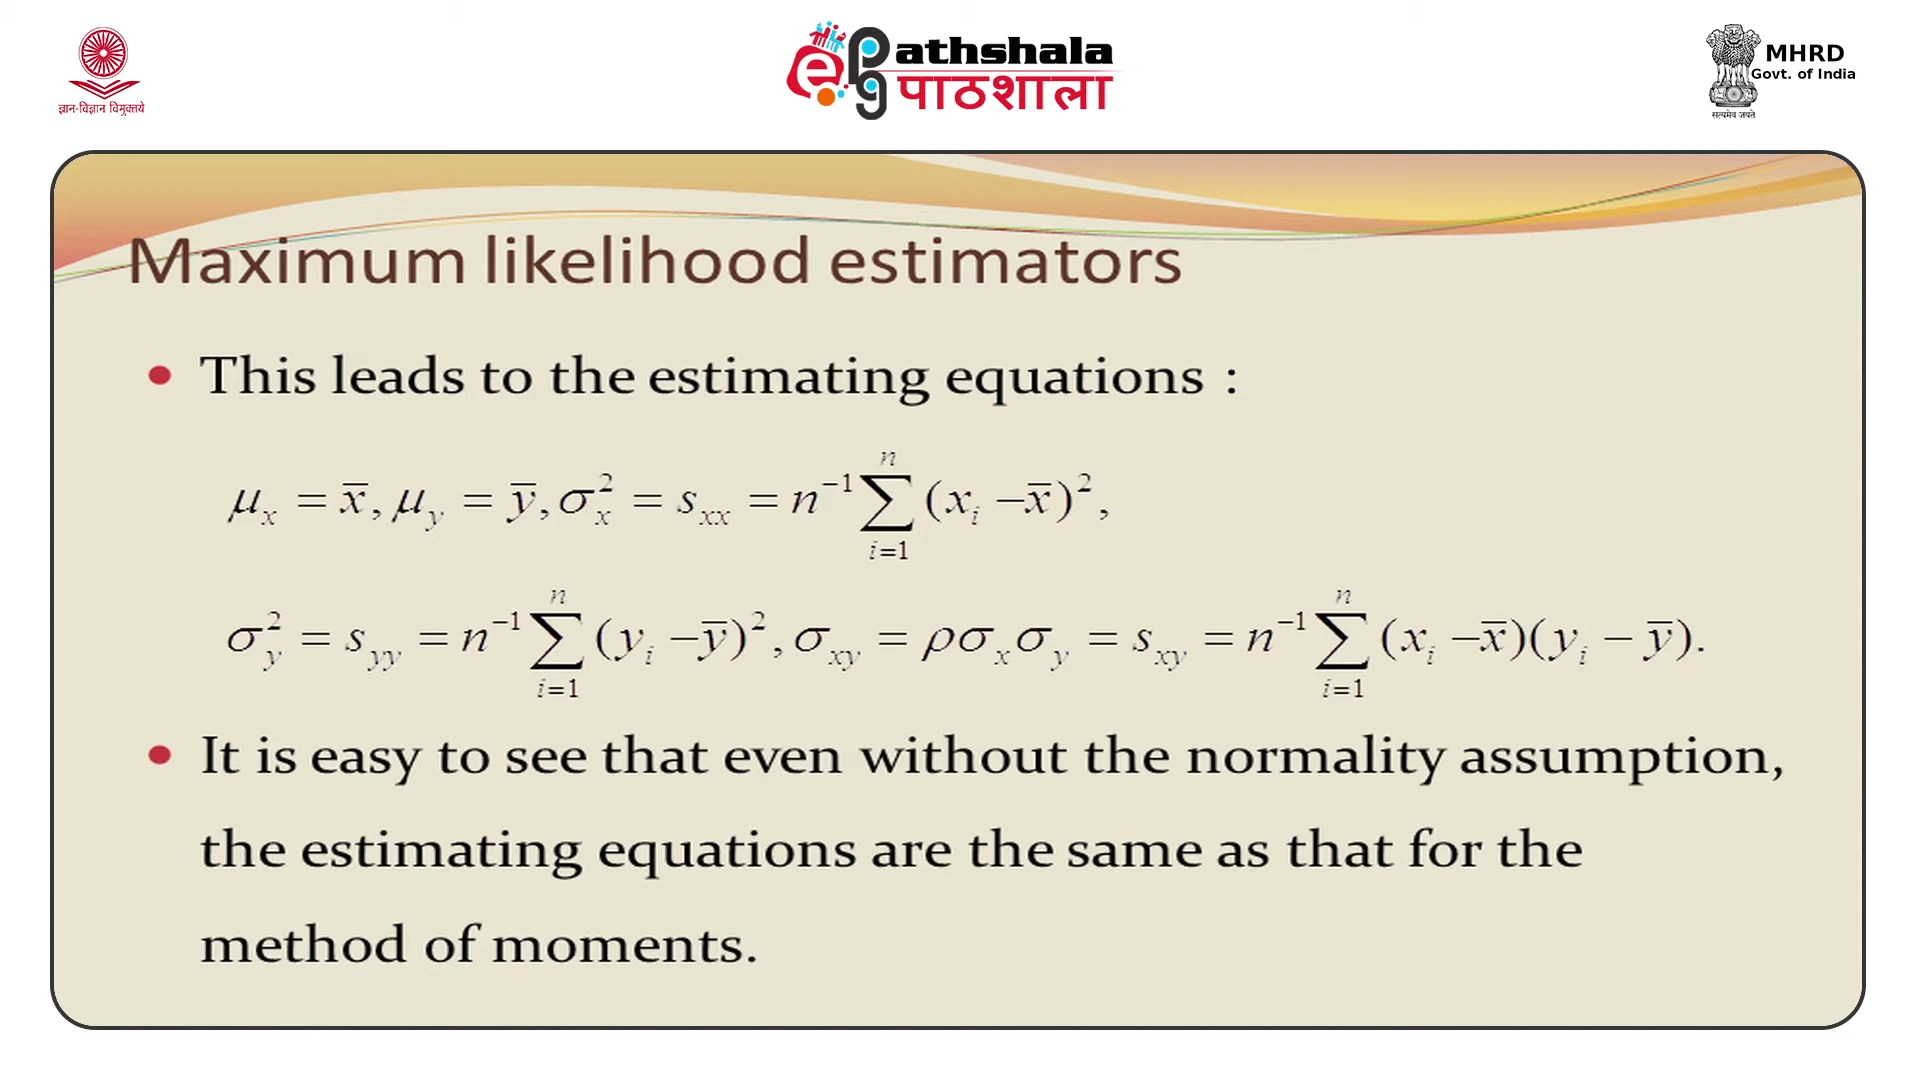 ज्ञान-विज्ञान विमुक्तये
ePathshala
पाठशाला
MHRD
Govt. of India
सत्यमेव जयते
Maximum likelihood estimators
• This leads to the estimating equations :
μ_x = x̄, μ_y = ȳ, σ_x^2 = s_xx = n^{-1} ∑_{i=1}^{n} (x_i − x̄)^2,
σ_y^2 = s_yy = n^{-1} ∑_{i=1}^{n} (y_i − ȳ)^2, σ_xy = ρσ_xσ_y = s_xy = n^{-1} ∑_{i=1}^{n} (x_i − x̄)(y_i − ȳ).
• It is easy to see that even without the normality assumption,
the estimating equations are the same as that for the
method of moments.